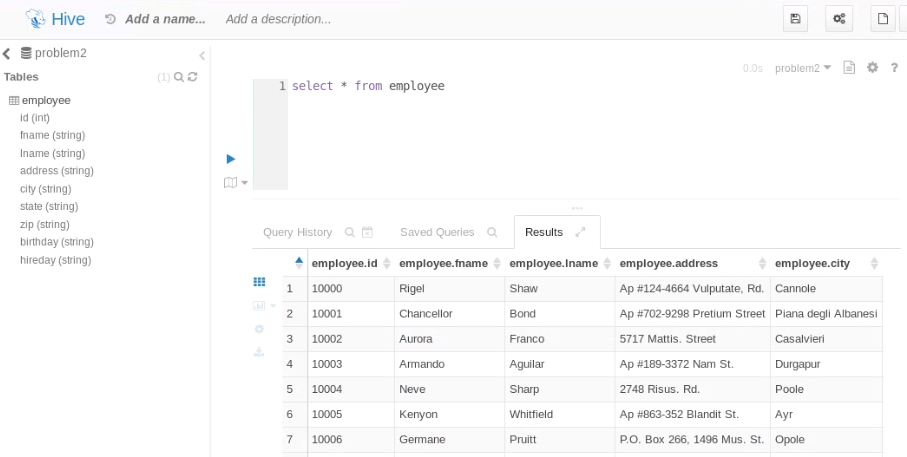 Hive Add a name... Add a description...
problem2
Tables (1)
employee
id (int)
fname (string)
lname (string)
address (string)
city (string)
state (string)
zip (string)
birthday (string)
hireday (string)
0.0s problem2 ?
1 select * from employee
Query History Saved Queries Results
employee.id employee.fname employee.lname employee.address employee.city
1 10000 Rigel Shaw Ap #124-4664 Vulputate, Rd. Cannole
2 10001 Chancellor Bond Ap #702-9298 Pretium Street Piana degli Albanesi
3 10002 Aurora Franco 5717 Mattis. Street Casalvieri
4 10003 Armando Aguilar Ap #189-3372 Nam St. Durgapur
5 10004 Neve Sharp 2748 Risus. Rd. Poole
6 10005 Kenyon Whitfield Ap #863-352 Blandit St. Ayr
7 10006 Germane Pruitt P.O. Box 266, 1496 Mus. St. Opole